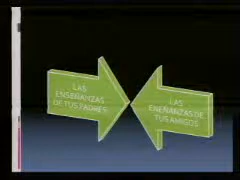 LAS
ENSEÑANZAS
DE TUS PADRES
LAS
ENEÑANZAS DE
TUS AMIGOS